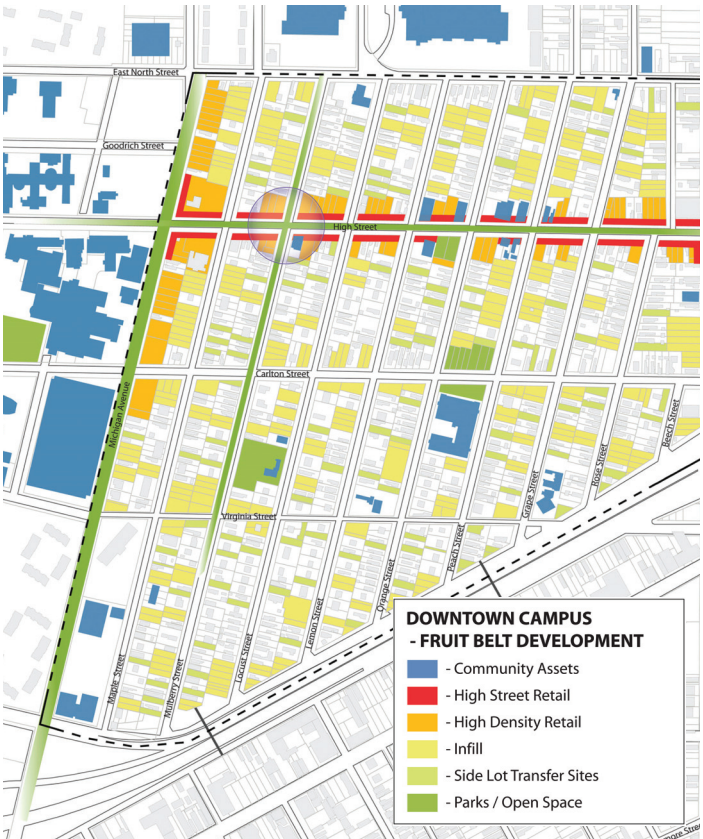 East North Street
Goodrich Street
High Street
Carlton Street
Michigan Avenue
Beech Street
Rose Street
Grape Street
Virginia Street
Peach Street
Orange Street
Lemon Street
Locust Street
Mulberry Street
Maple Street
DOWNTOWN CAMPUS
- FRUIT BELT DEVELOPMENT
- Community Assets
- High Street Retail
- High Density Retail
- Infill
- Side Lot Transfer Sites
- Parks / Open Space